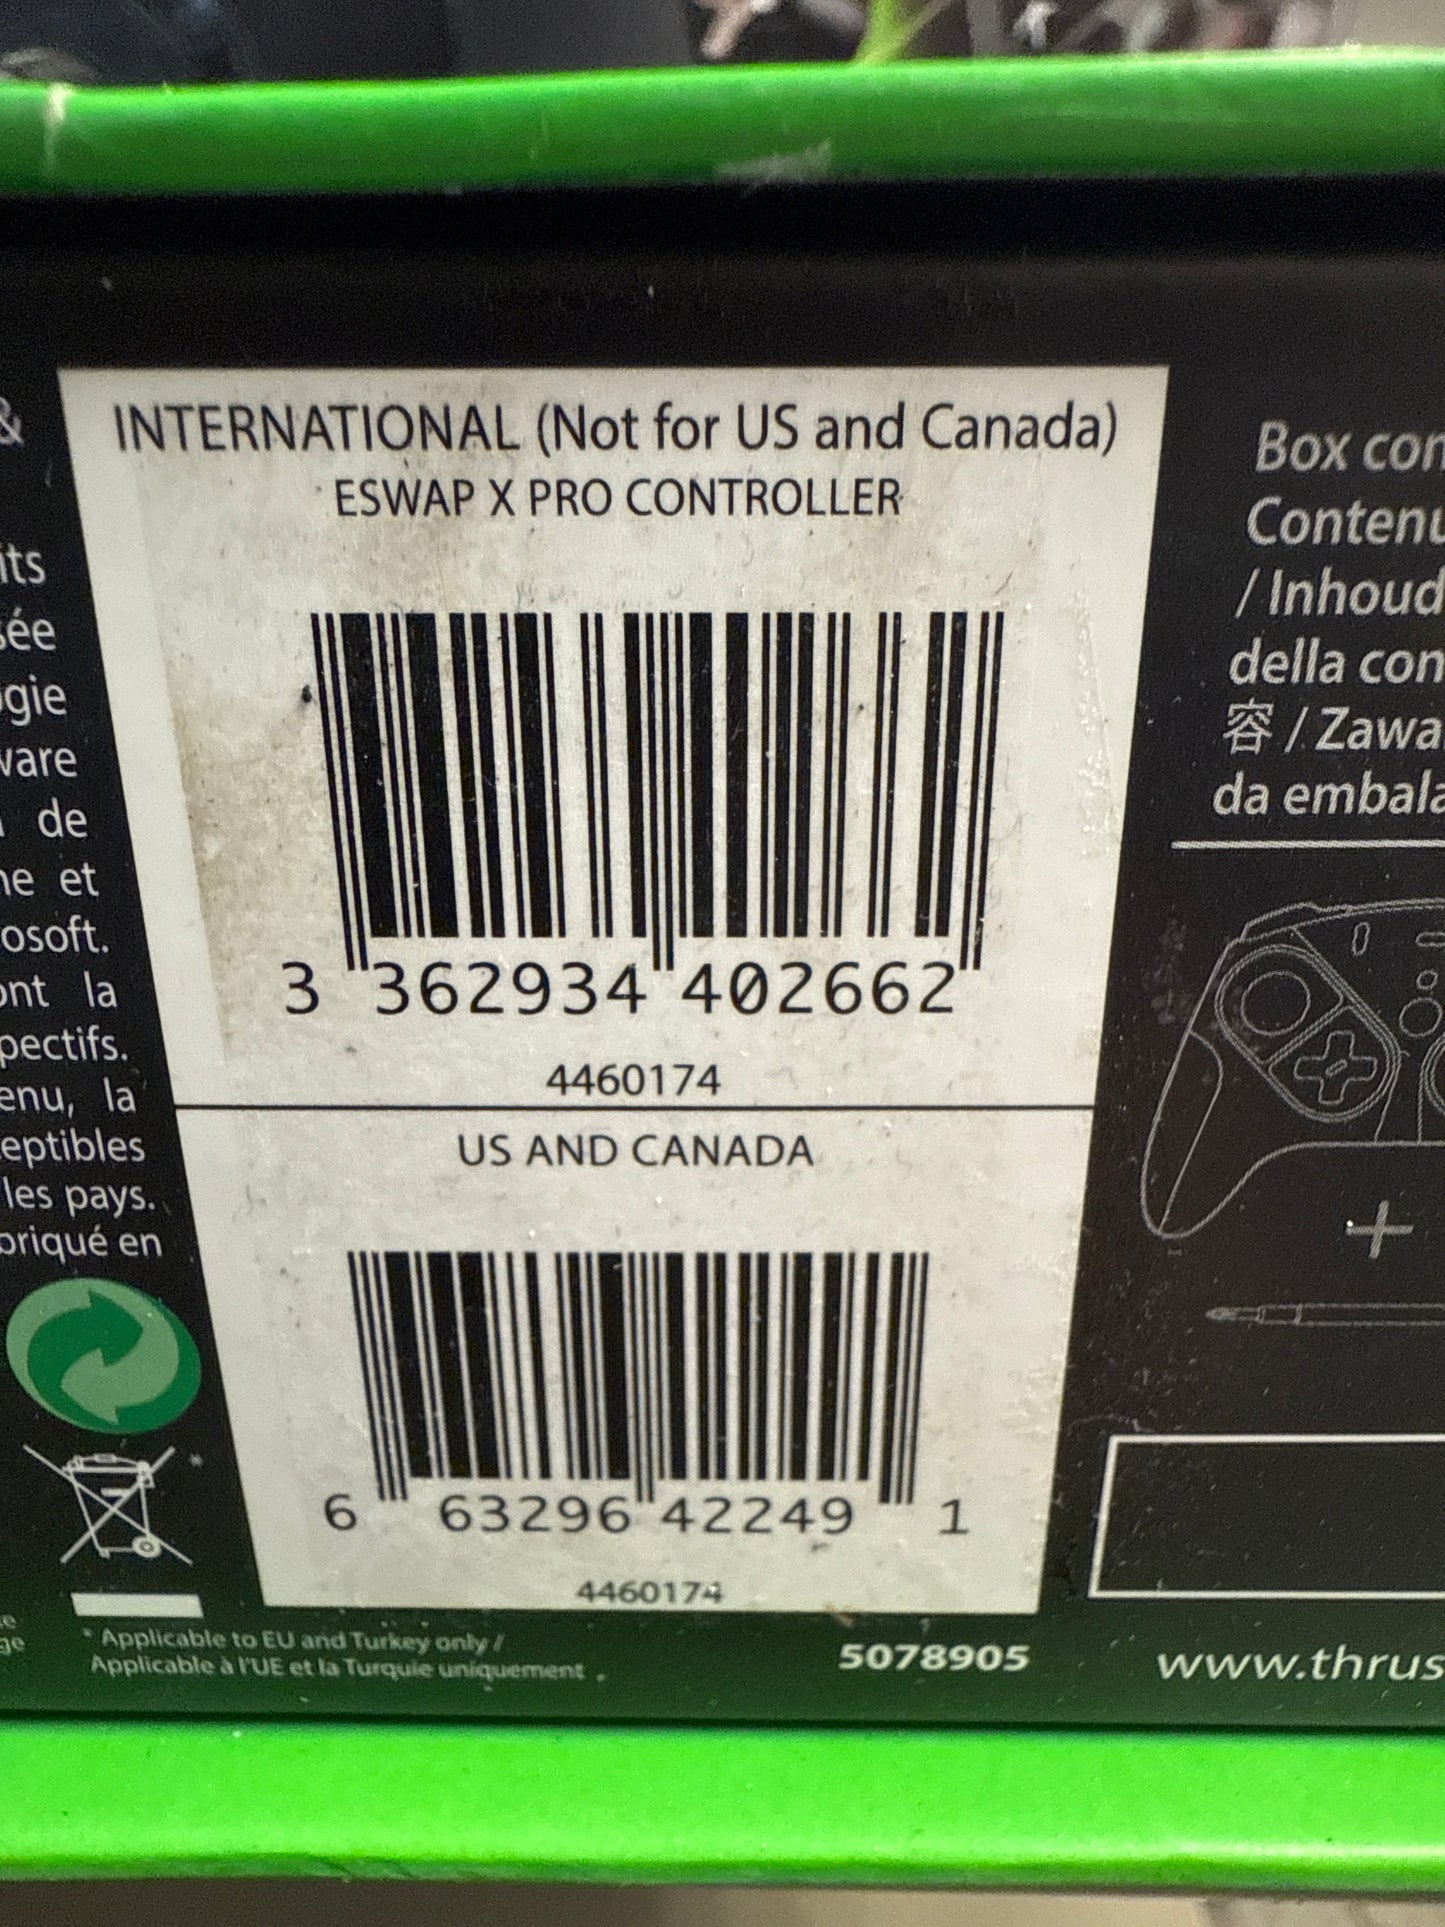 &
its
sée
gie
ware
de
ne et
osoft.
ont la
pectifs.
enu, la
eptibles
les pays.
briqué en
INTERNATIONAL (Not for US and Canada)
ESWAP X PRO CONTROLLER
3 362934 402662
4460174
US AND CANADA
6 63296 42249 1
4460174
* Applicable to EU and Turkey only /
Applicable à l'UE et la Turquie uniquement .
5078905
Box con
Contenu
/ Inhoud
della con
容 / Zawa
da embala
+
www.thrus